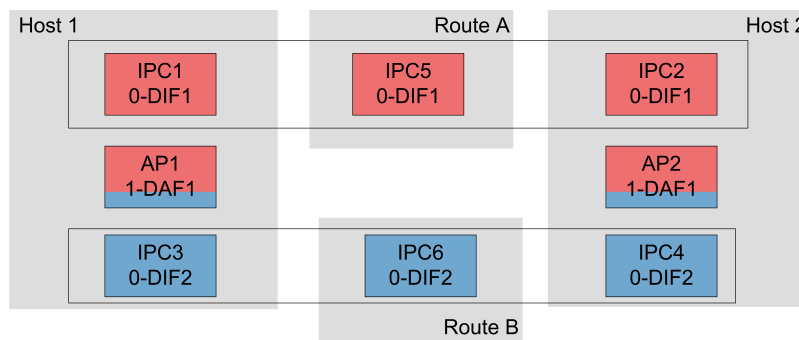 Host 1
Route A
Host 2
IPC1
0-DIF1
IPC5
0-DIF1
IPC2
0-DIF1
AP1
1-DAF1
AP2
1-DAF1
IPC3
0-DIF2
IPC6
0-DIF2
IPC4
0-DIF2
Route B